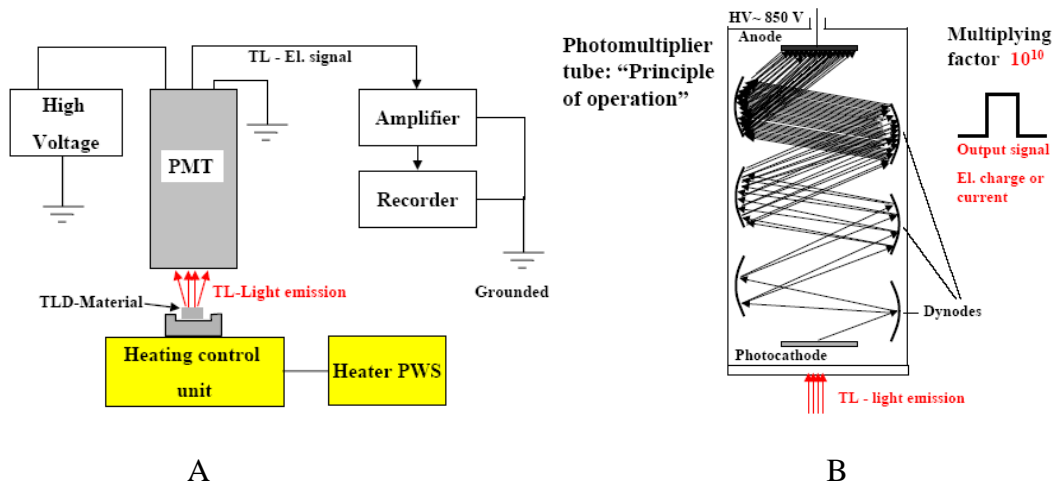 TL - El. signal
High
Voltage
PMT
Amplifier
Recorder
TL-Light emission
Grounded
TLD-Material
Heating control
unit
Heater PWS
A
Photomultiplier
tube: “Principle
of operation”
HV~ 850 V
Anode
Multiplying
factor 10¹⁰
Output signal
El. charge or
current
Dynodes
Photocathode
TL - light emission
B